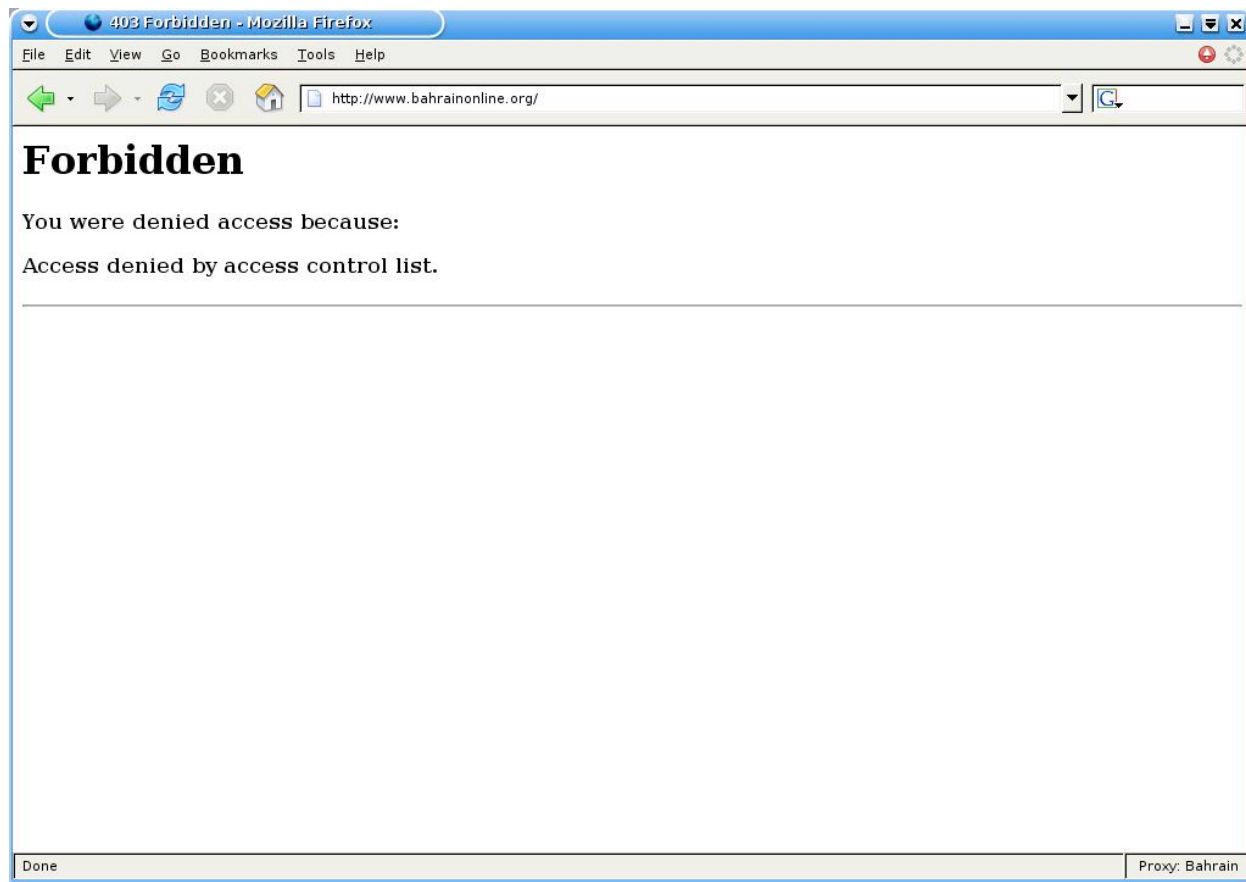 403 Forbidden - Mozilla Firefox
File Edit View Go Bookmarks Tools Help
http://www.bahrainonline.org/ G
Forbidden
You were denied access because:
Access denied by access control list.
Done Proxy: Bahrain